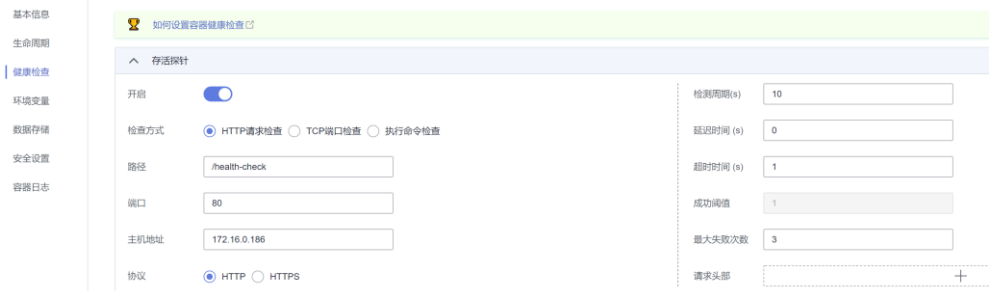 基本信息
生命周期
健康检查
环境变量
数据存储
安全设置
容器日志
如何设置容器健康检查
存活探针
开启
检测周期(s) 10
检查方式 HTTP请求检查 TCP端口检查 执行命令检查
延迟时间 (s) 0
路径 /health-check
超时时间 (s) 1
端口 80
成功阈值 1
主机地址 172.16.0.186
最大失败次数 3
协议 HTTP HTTPS
请求头部